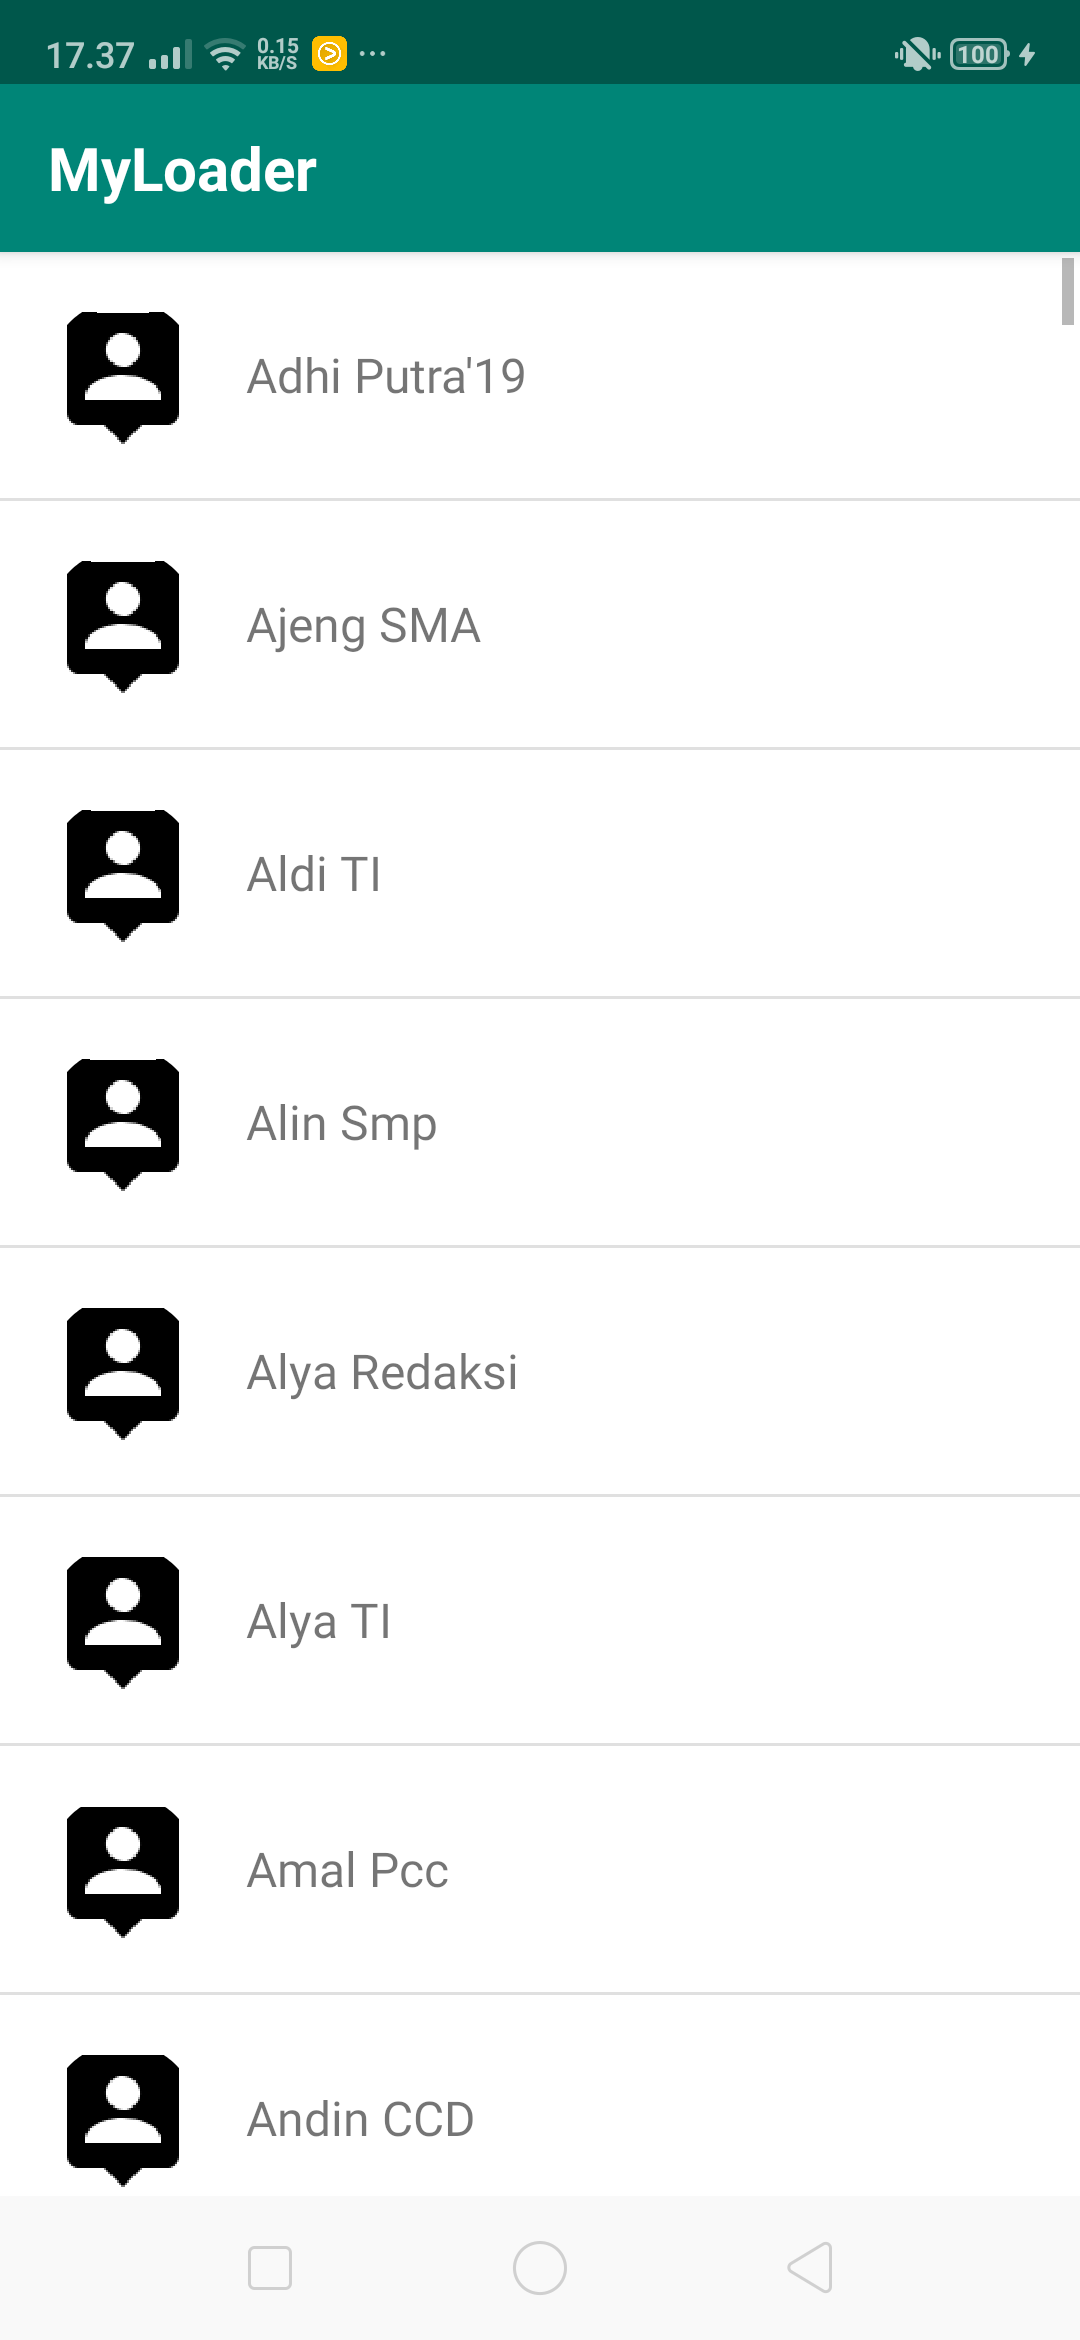 17.37 0.15 KB/S ... 100
MyLoader
Adhi Putra'19
Ajeng SMA
Aldi TI
Alin Smp
Alya Redaksi
Alya TI
Amal Pcc
Andin CCD